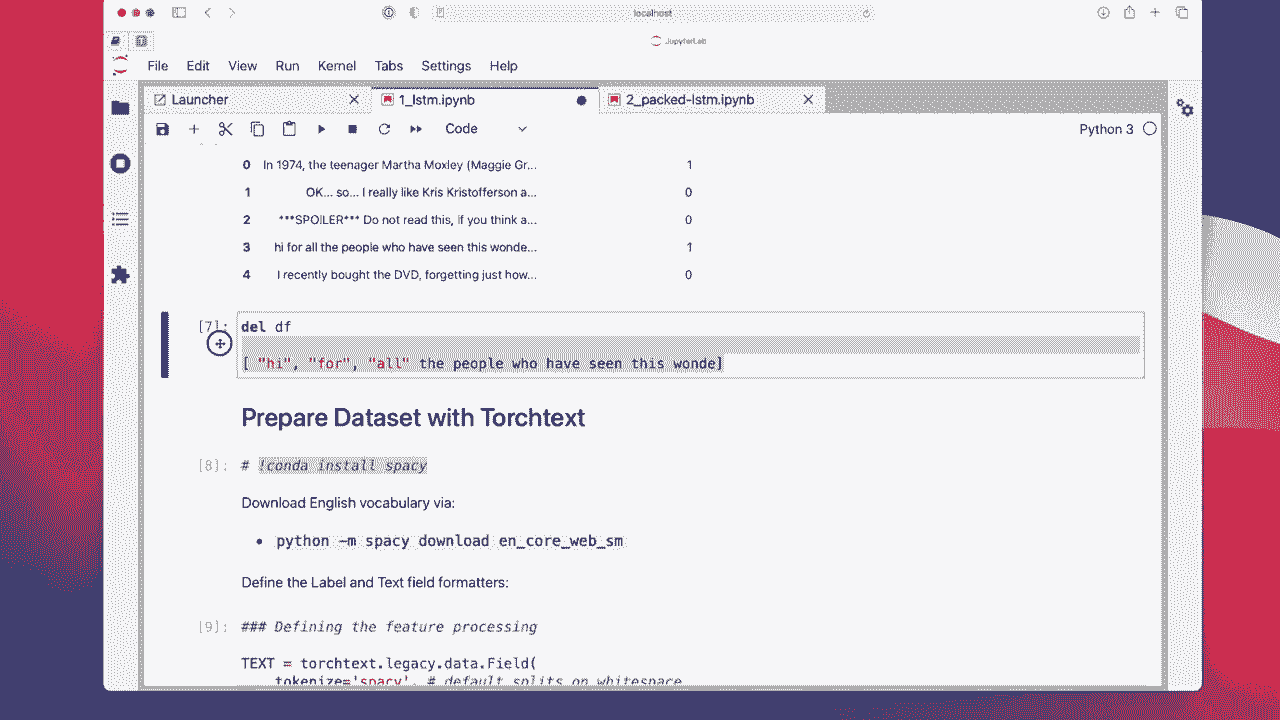 localhost
JupyterLab
File Edit View Run Kernel Tabs Settings Help
Launcher 1_lstm.ipynb 2_packed-lstm.ipynb
Code Python 3
0 In 1974, the teenager Martha Moxley (Maggie Gr... 1
1 OK... so... I really like Kris Kristofferson a... 0
2 ***SPOILER*** Do not read this, if you think a... 0
3 hi for all the people who have seen this wonde... 1
4 I recently bought the DVD, forgetting just how... 0
[7]: del df
[ "hi", "for", "all" the people who have seen this wonde]
Prepare Dataset with Torchtext
[8]: # !conda install spacy
Download English vocabulary via:
• python -m spacy download en_core_web_sm
Define the Label and Text field formatters:
[9]: ### Defining the feature processing
TEXT = torchtext.legacy.data.Field(
tokenize='spacy', # default splits on whitespace